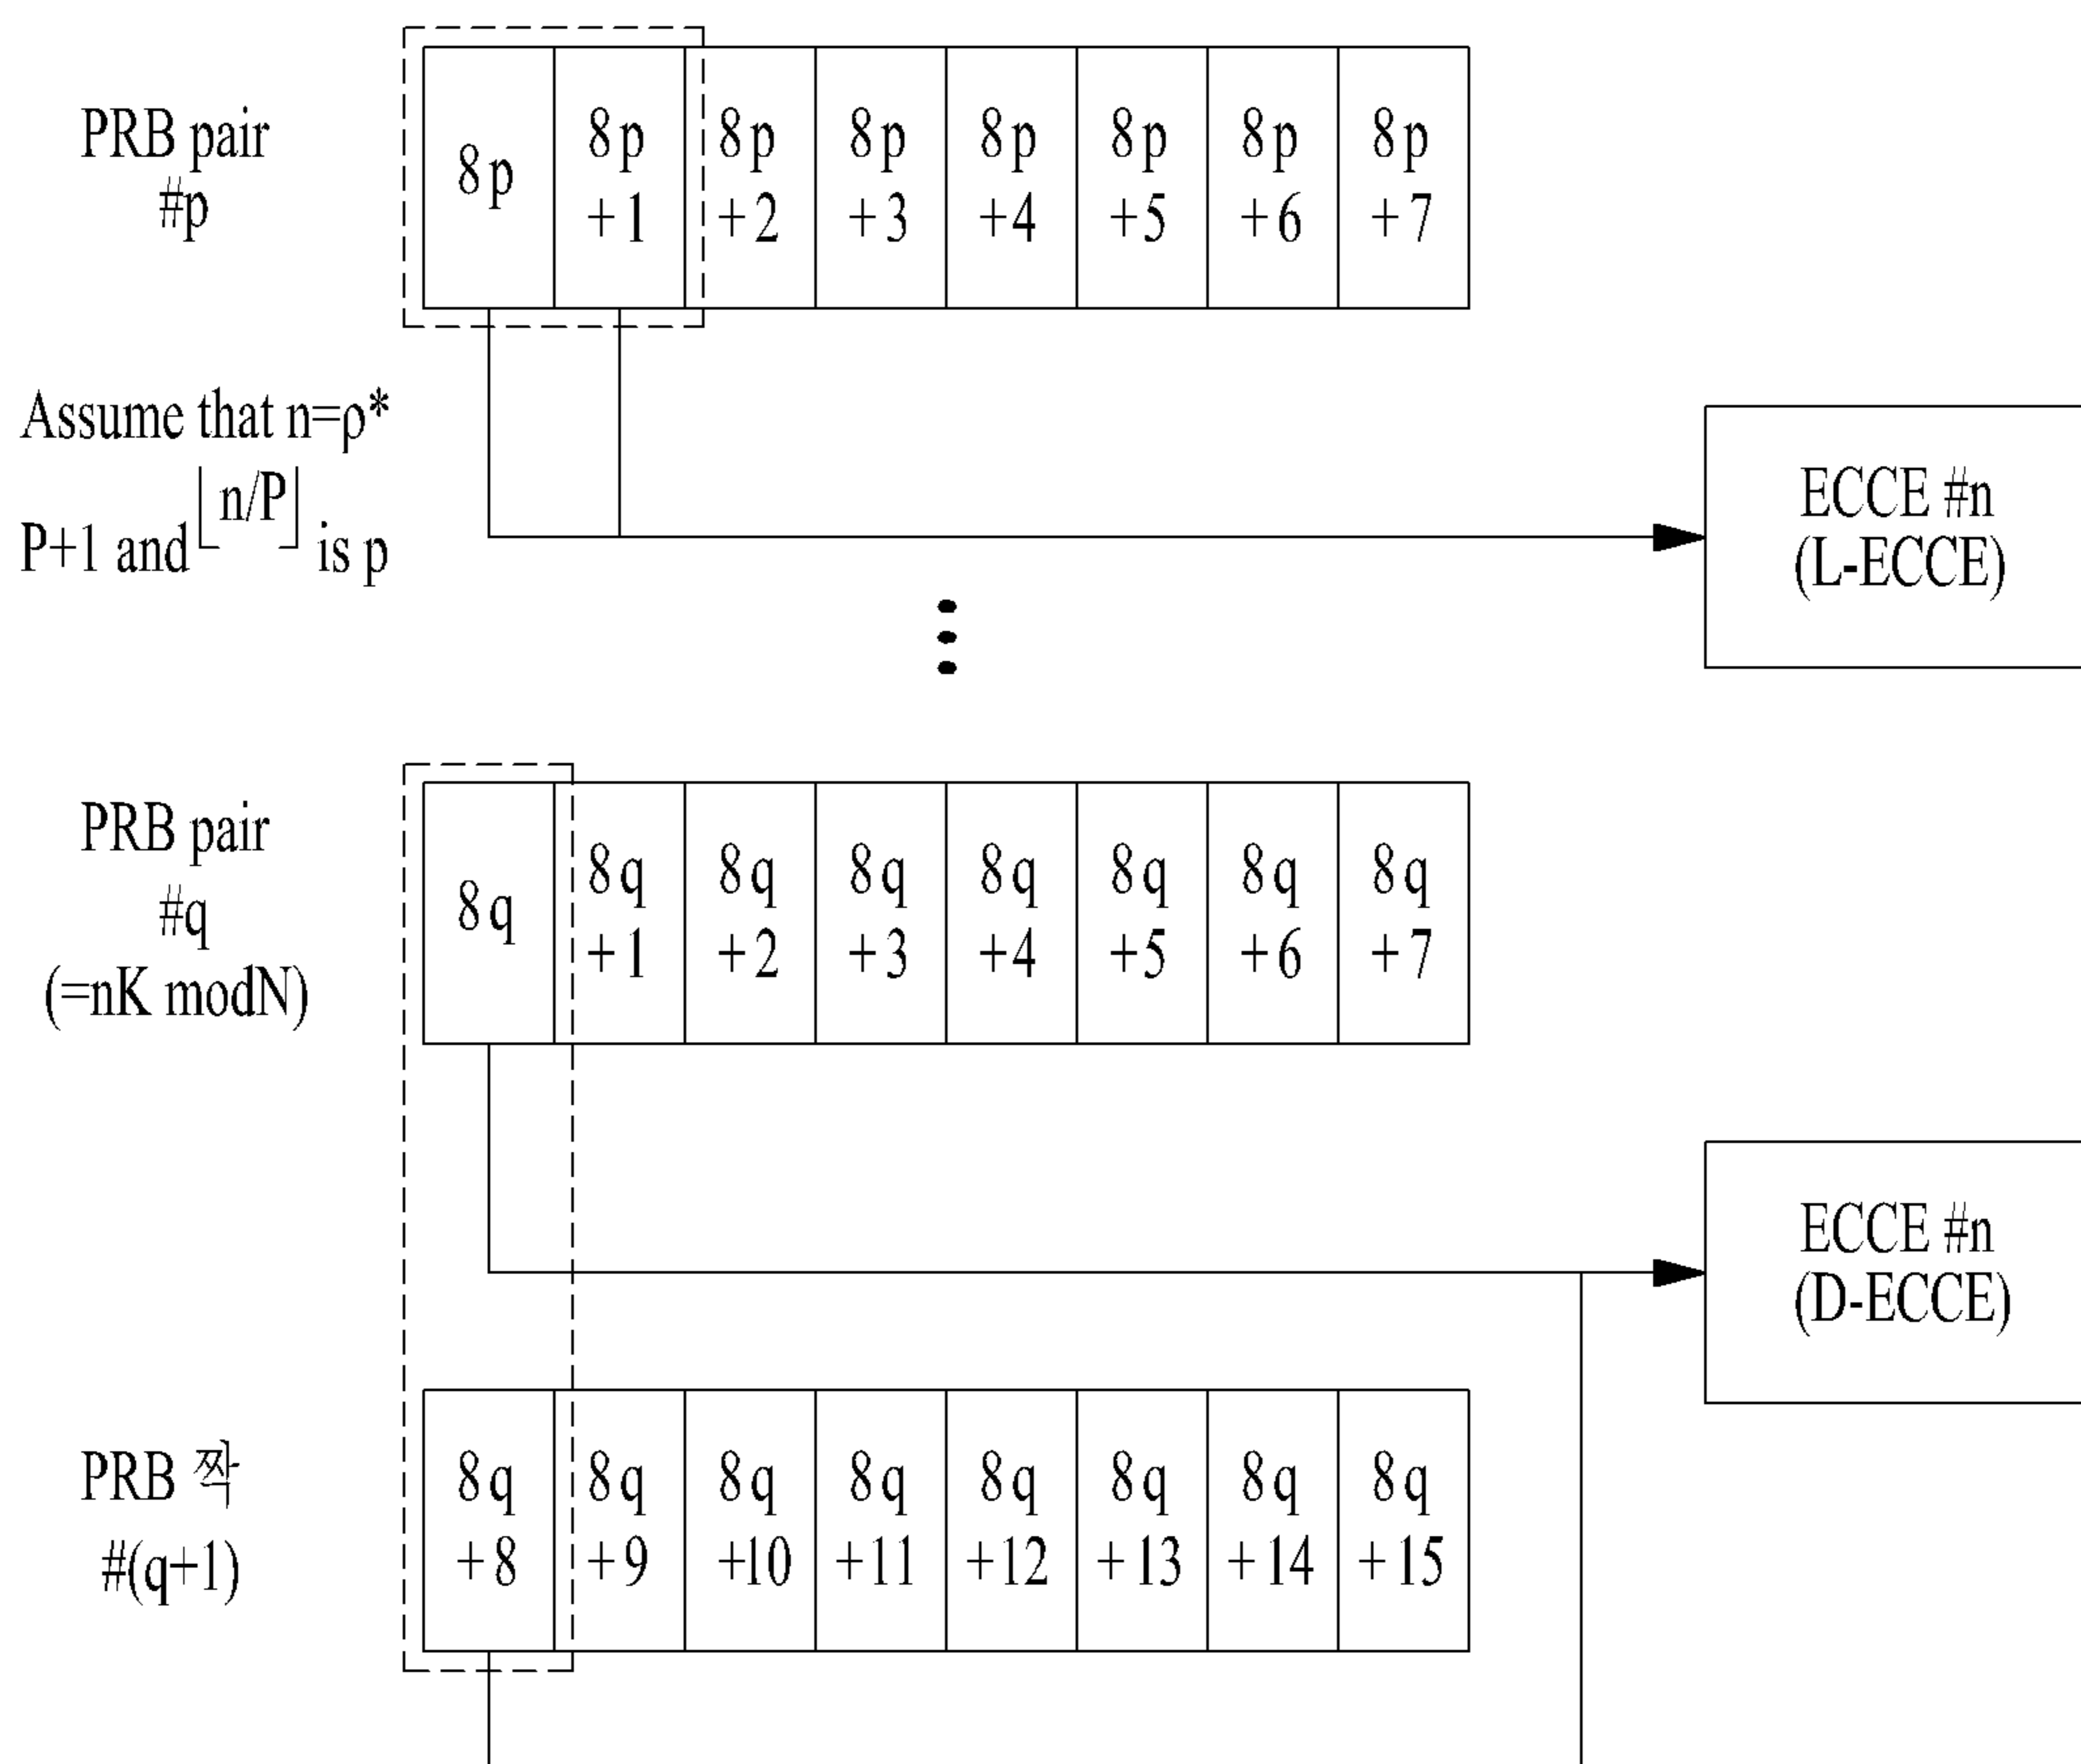 PRB pair
#p
8p
8p
+1
8p
+2
8p
+3
8p
+4
8p
+5
8p
+6
8p
+7
Assume that n=ρ*
P+1 and ⌊n/P⌋ is p
ECCE #n
(L-ECCE)
PRB pair
#q
(=nK modN)
8q
8q
+1
8q
+2
8q
+3
8q
+4
8q
+5
8q
+6
8q
+7
ECCE #n
(D-ECCE)
PRB 짝
#(q+1)
8q
+8
8q
+9
8q
+10
8q
+11
8q
+12
8q
+13
8q
+14
8q
+15